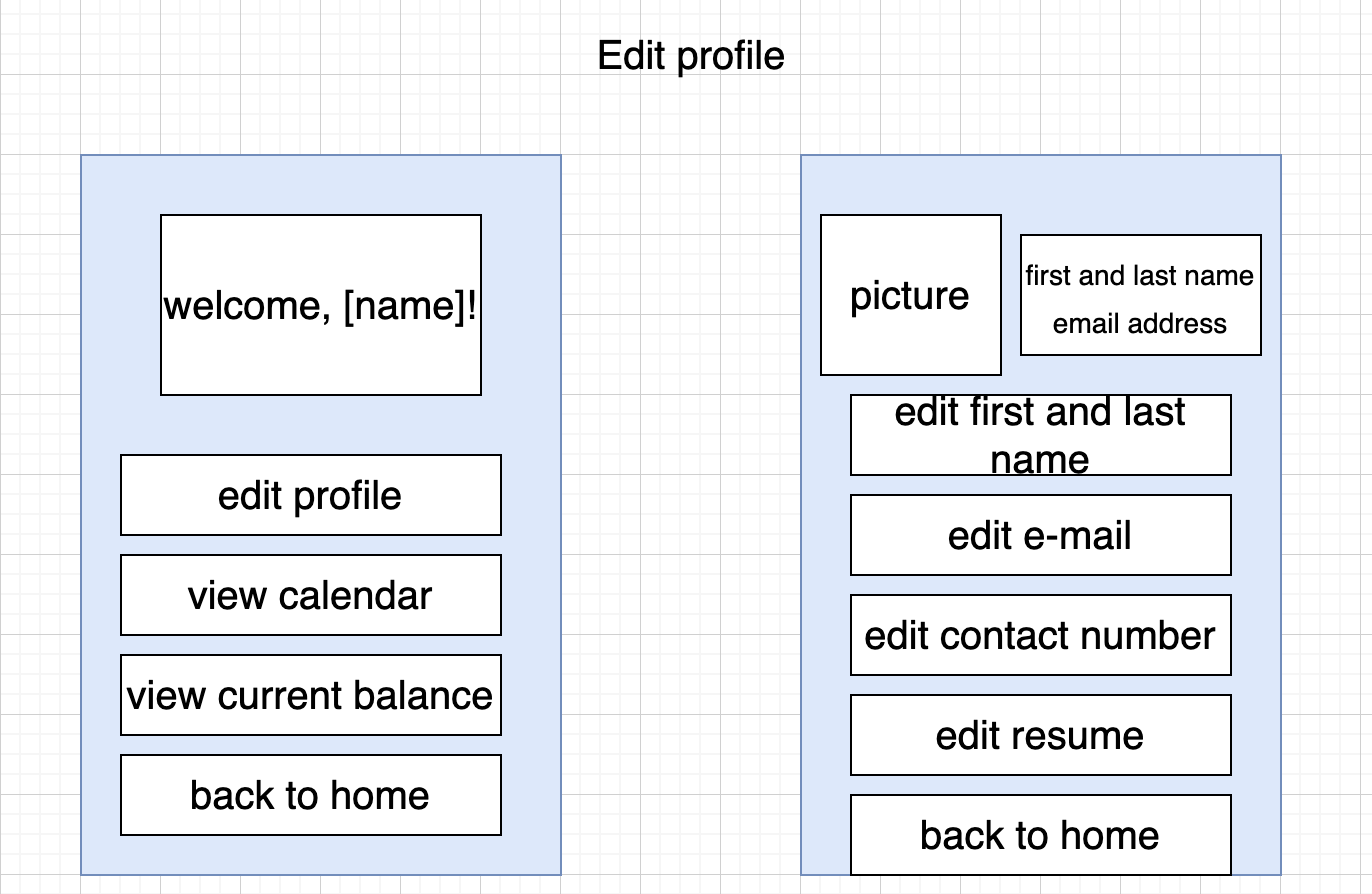 Edit profile
welcome, [name]!
edit profile
view calendar
view current balance
back to home
picture
first and last name
email address
edit first and last
name
edit e-mail
edit contact number
edit resume
back to home